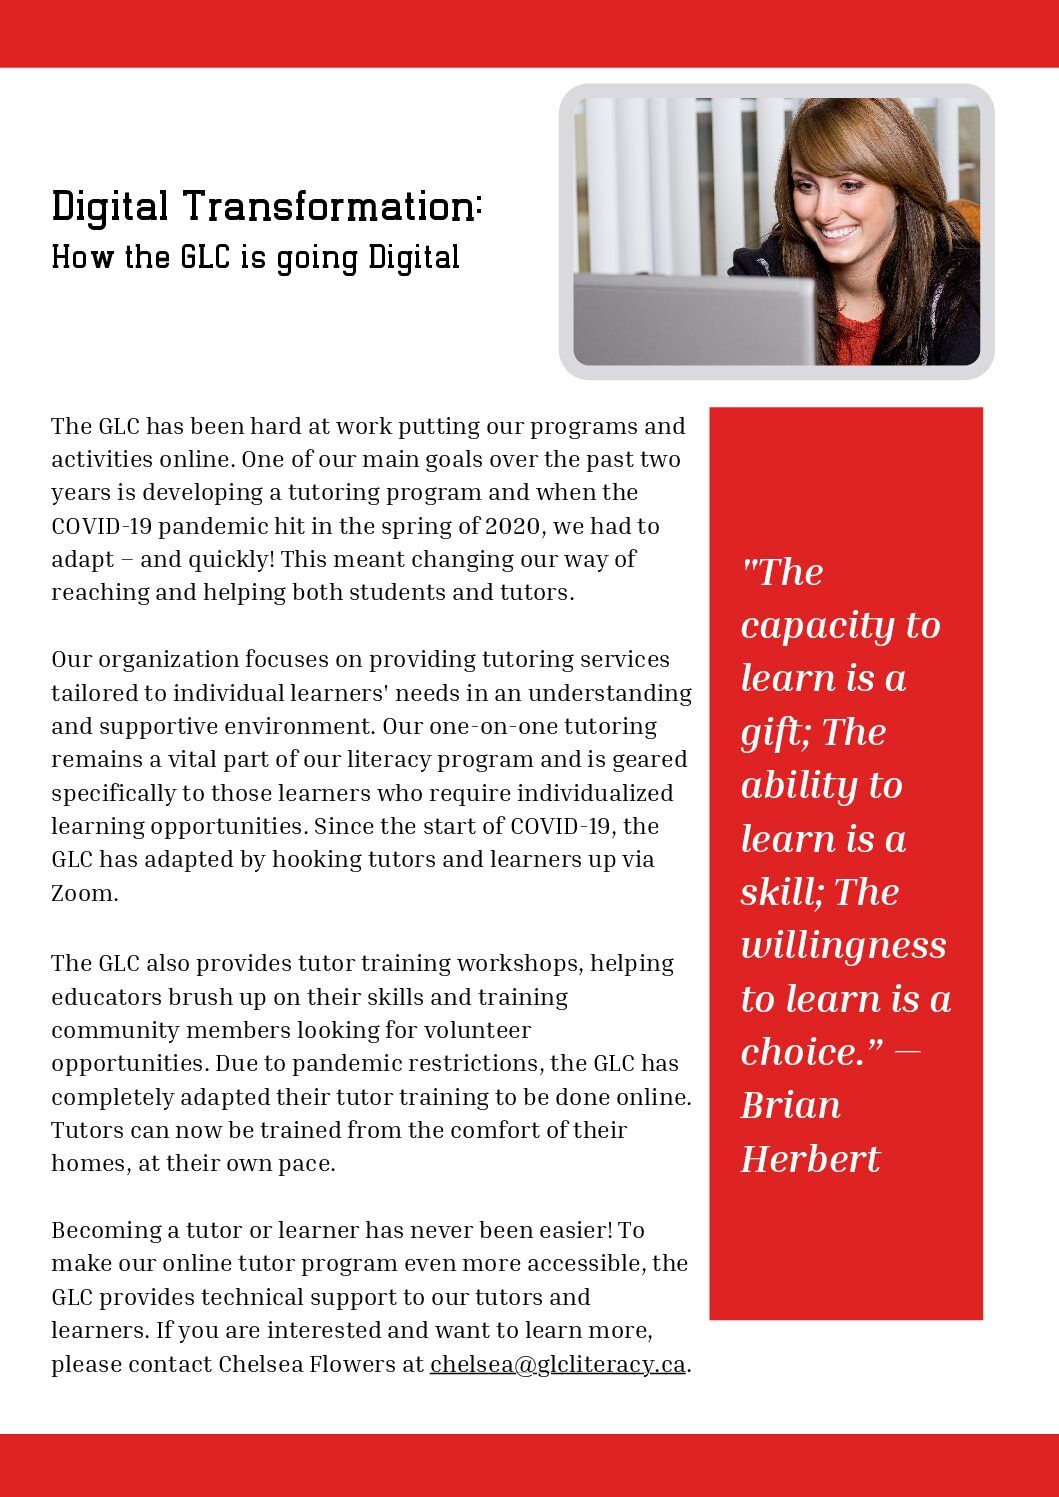 Digital Transformation:
How the GLC is going Digital
The GLC has been hard at work putting our programs and
activities online. One of our main goals over the past two
years is developing a tutoring program and when the
COVID-19 pandemic hit in the spring of 2020, we had to
adapt – and quickly! This meant changing our way of
reaching and helping both students and tutors.
Our organization focuses on providing tutoring services
tailored to individual learners' needs in an understanding
and supportive environment. Our one-on-one tutoring
remains a vital part of our literacy program and is geared
specifically to those learners who require individualized
learning opportunities. Since the start of COVID-19, the
GLC has adapted by hooking tutors and learners up via
Zoom.
The GLC also provides tutor training workshops, helping
educators brush up on their skills and training
community members looking for volunteer
opportunities. Due to pandemic restrictions, the GLC has
completely adapted their tutor training to be done online.
Tutors can now be trained from the comfort of their
homes, at their own pace.
Becoming a tutor or learner has never been easier! To
make our online tutor program even more accessible, the
GLC provides technical support to our tutors and
learners. If you are interested and want to learn more,
please contact Chelsea Flowers at chelsea@glcliteracy.ca.
"The
capacity to
learn is a
gift; The
ability to
learn is a
skill; The
willingness
to learn is a
choice.” —
Brian
Herbert